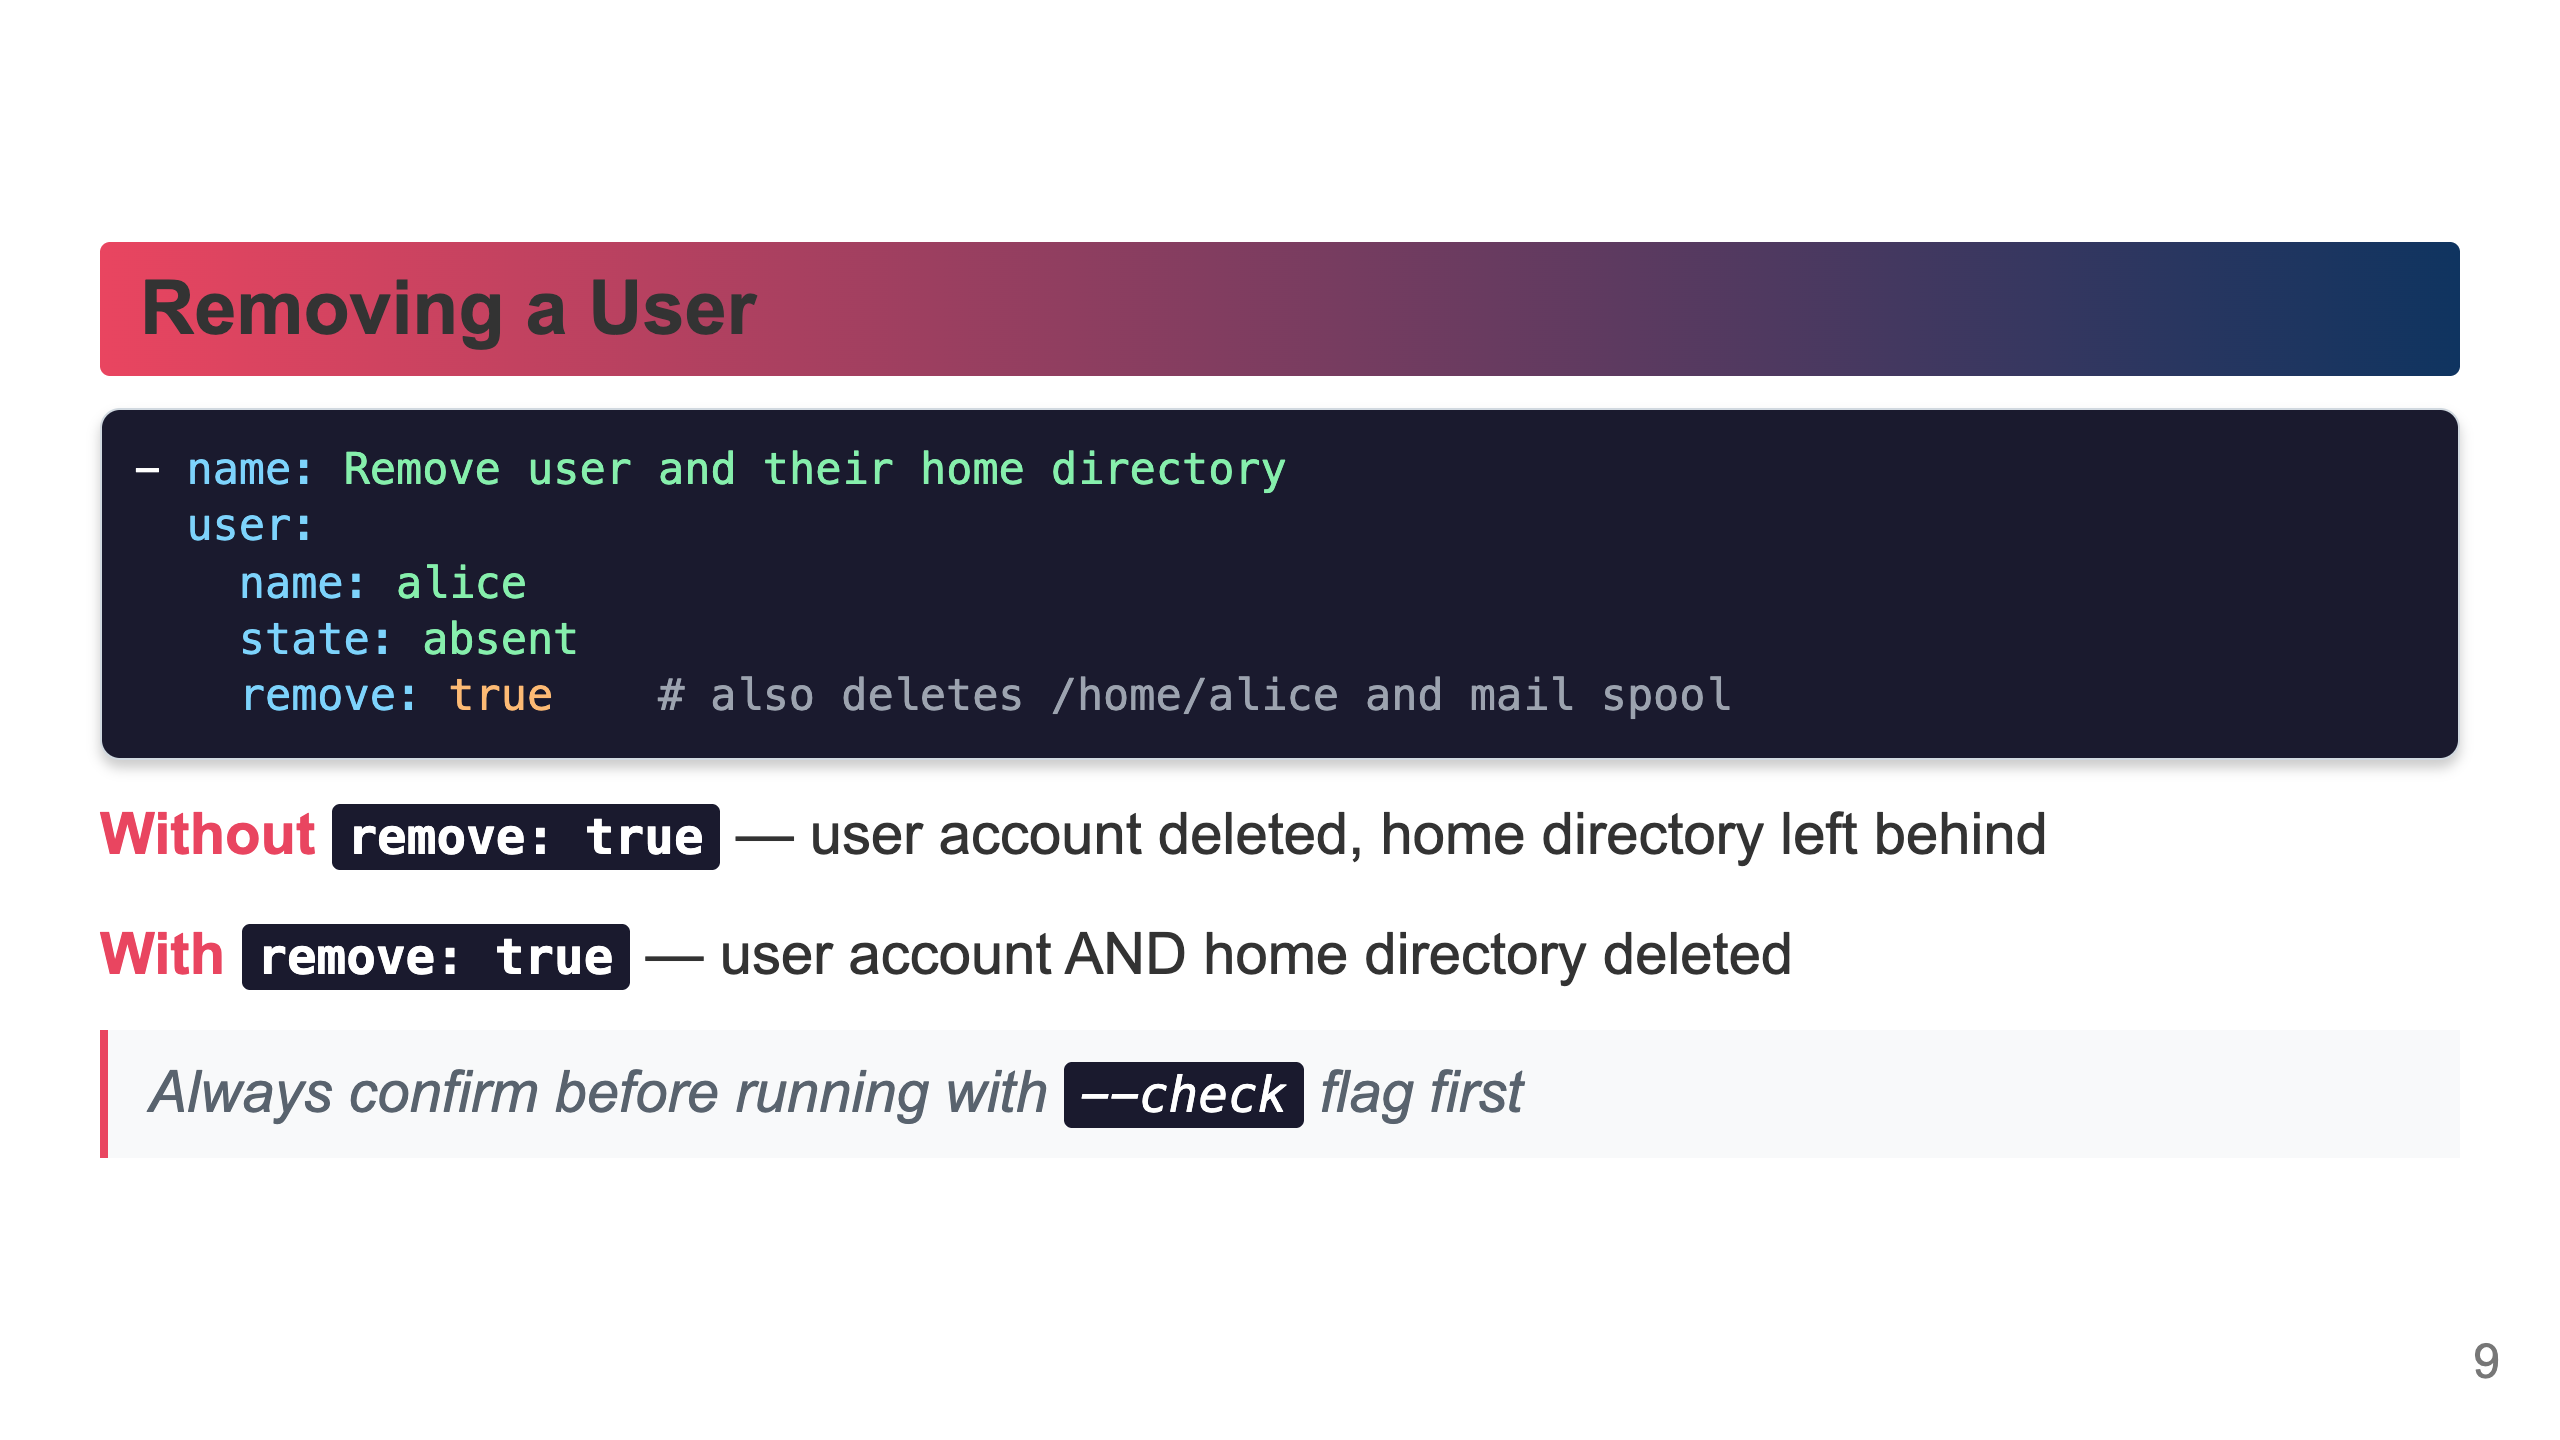 Removing a User
- name: Remove user and their home directory
  user:
    name: alice
    state: absent
    remove: true    # also deletes /home/alice and mail spool
Without remove: true — user account deleted, home directory left behind
With remove: true — user account AND home directory deleted
Always confirm before running with --check flag first
9